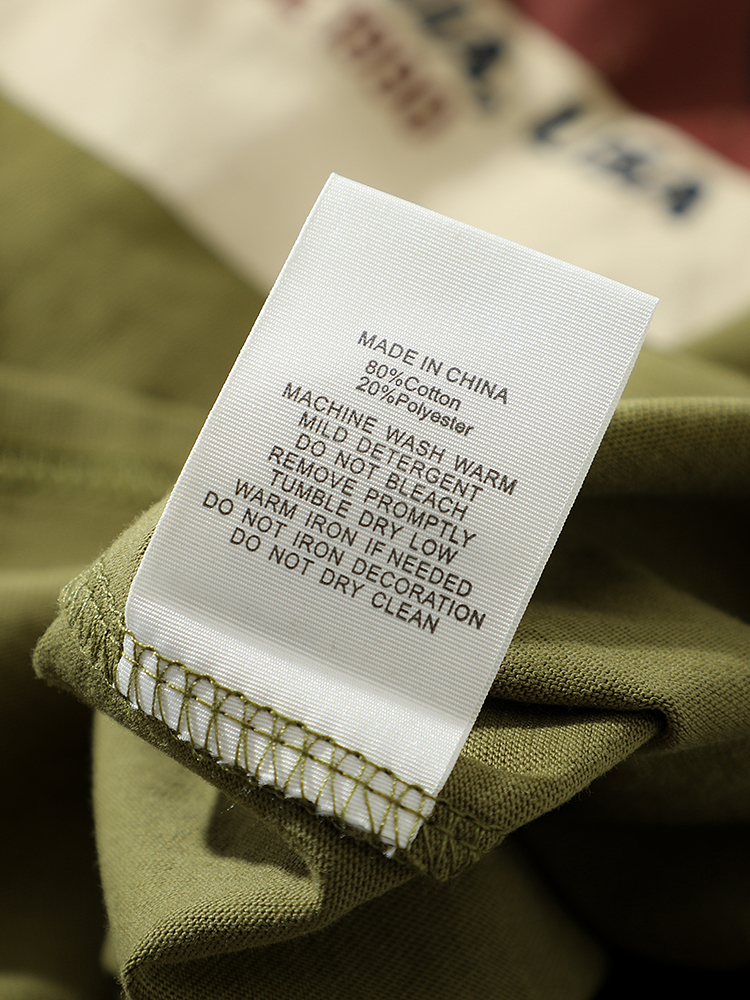 USA
MADE IN CHINA
80%Cotton
20%Polyester
MACHINE WASH WARM
MILD DETERGENT
DO NOT BLEACH
REMOVE PROMPTLY
TUMBLE DRY LOW
WARM IRON IF NEEDED
DO NOT IRON DECORATION
DO NOT DRY CLEAN